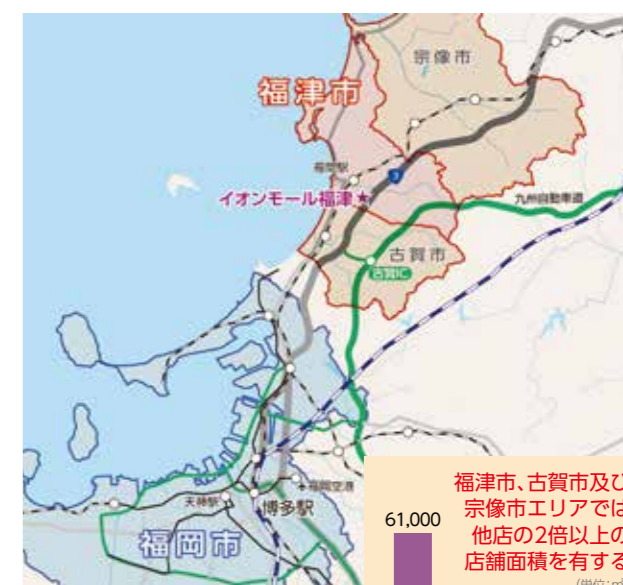 宗像市
福津市
福間駅
3
イオンモール福津★
九州自動車道
古賀市
古賀IC
福岡空港
天神駅
博多駅
福岡市
福津市、古賀市及び
宗像市エリアでは
他店の2倍以上の
店舗面積を有する
61,000